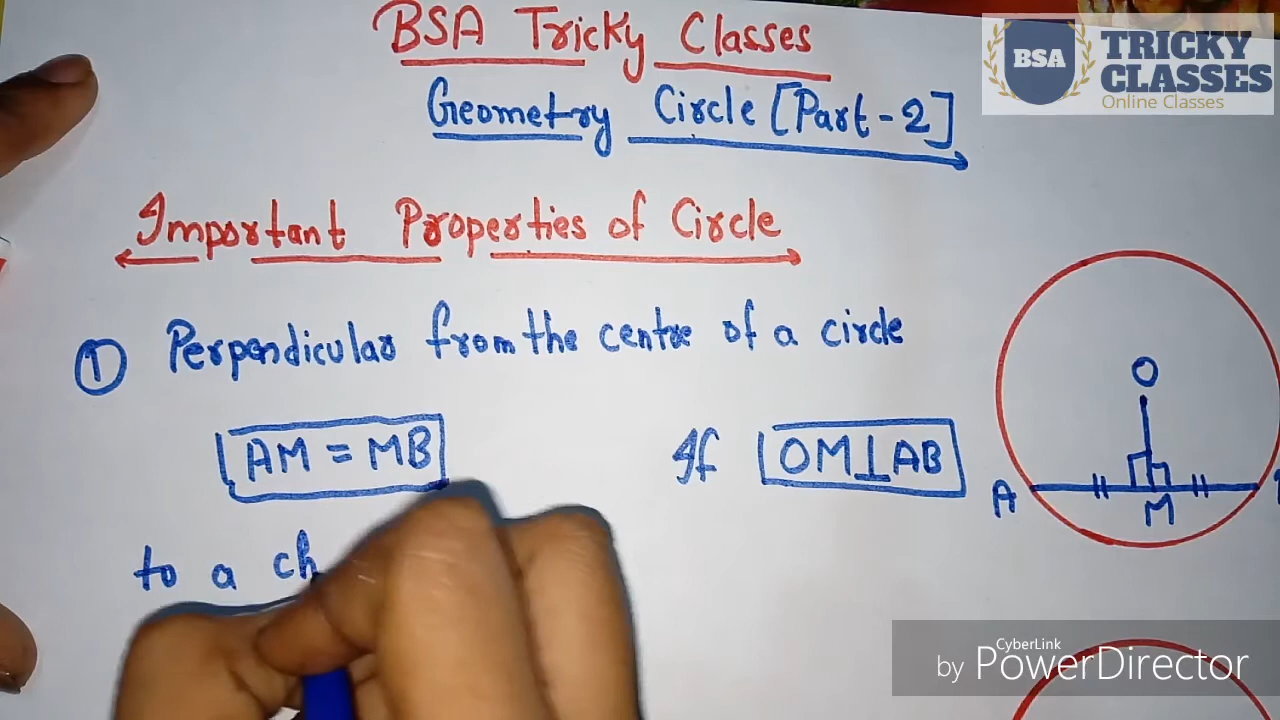 BSA Tricky Classes
BSA
TRICKY
CLASSES
Online Classes
Geometry Circle [Part-2]
Important Properties of Circle
① Perpendicular from the centre of a circle
AM = MB If OM⊥AB
to a ch
O
A M
CyberLink
by PowerDirector